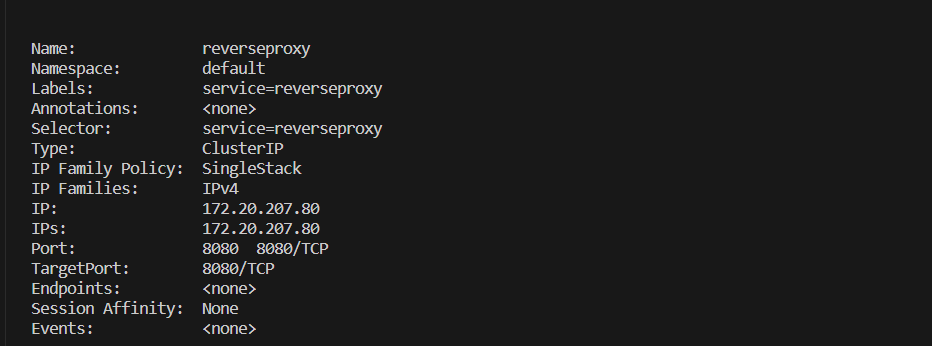 Name: reverseproxy
Namespace: default
Labels: service=reverseproxy
Annotations: <none>
Selector: service=reverseproxy
Type: ClusterIP
IP Family Policy: SingleStack
IP Families: IPv4
IP: 172.20.207.80
IPs: 172.20.207.80
Port: 8080 8080/TCP
TargetPort: 8080/TCP
Endpoints: <none>
Session Affinity: None
Events: <none>